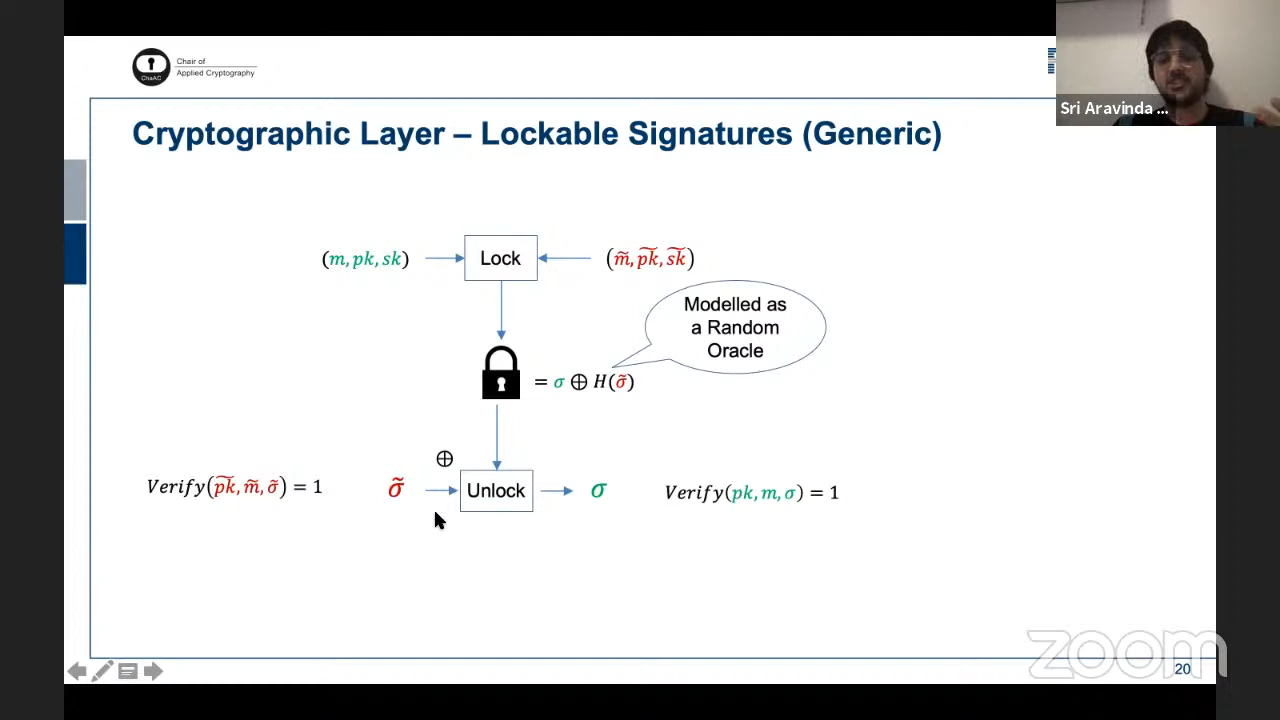 ChaAC
Chair of
Applied Cryptography
Sri Aravinda ...
Cryptographic Layer – Lockable Signatures (Generic)
(m, pk, sk)
Lock
(m̃, p͠k, s͠k)
Modelled as
a Random
Oracle
= σ ⊕ H(σ̃)
⊕
Verify(p͠k, m̃, σ̃) = 1
σ̃
Unlock
σ
Verify(pk, m, σ) = 1
zoom
20